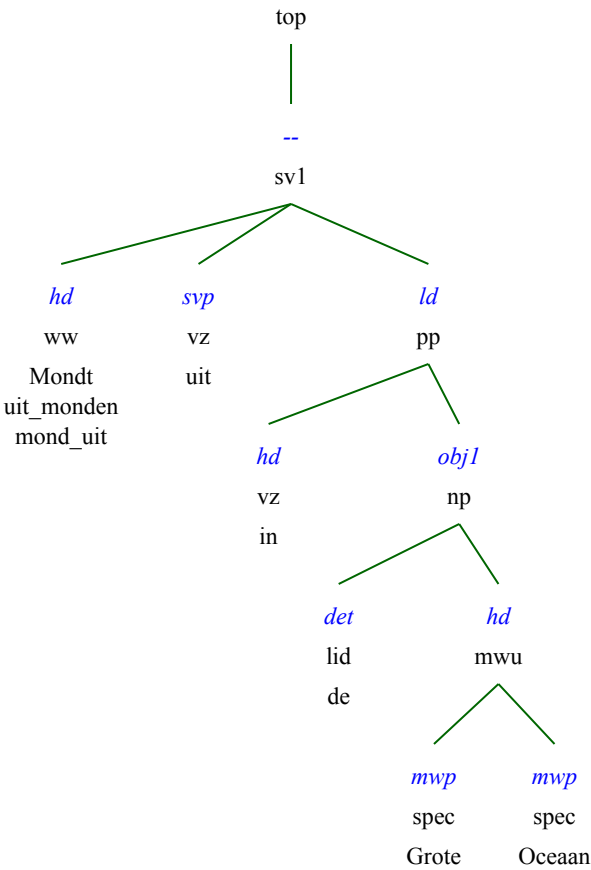 top
--
sv1
hd svp ld
ww vz pp
Mondt uit
uit_monden
mond_uit
hd obj1
vz np
in
det hd
lid mwu
de
mwp mwp
spec spec
Grote Oceaan